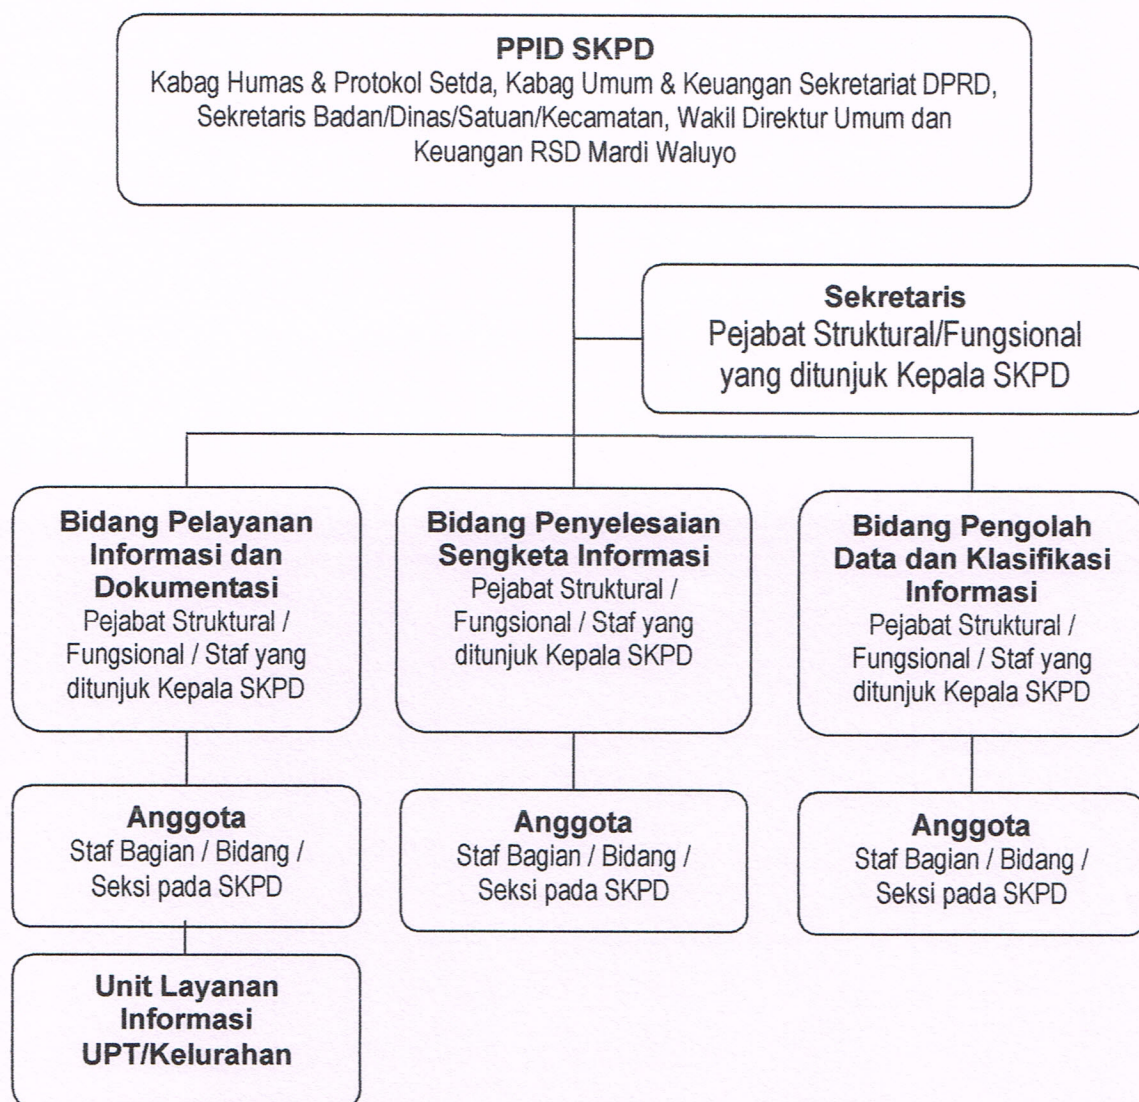 PPID SKPD
Kabag Humas & Protokol Setda, Kabag Umum & Keuangan Sekretariat DPRD,
Sekretaris Badan/Dinas/Satuan/Kecamatan, Wakil Direktur Umum dan
Keuangan RSD Mardi Waluyo
Sekretaris
Pejabat Struktural/Fungsional
yang ditunjuk Kepala SKPD
Bidang Pelayanan
Informasi dan
Dokumentasi
Pejabat Struktural /
Fungsional / Staf yang
ditunjuk Kepala SKPD
Bidang Penyelesaian
Sengketa Informasi
Pejabat Struktural /
Fungsional / Staf yang
ditunjuk Kepala SKPD
Bidang Pengolah
Data dan Klasifikasi
Informasi
Pejabat Struktural /
Fungsional / Staf yang
ditunjuk Kepala SKPD
Anggota
Staf Bagian / Bidang /
Seksi pada SKPD
Anggota
Staf Bagian / Bidang /
Seksi pada SKPD
Anggota
Staf Bagian / Bidang /
Seksi pada SKPD
Unit Layanan
Informasi
UPT/Kelurahan